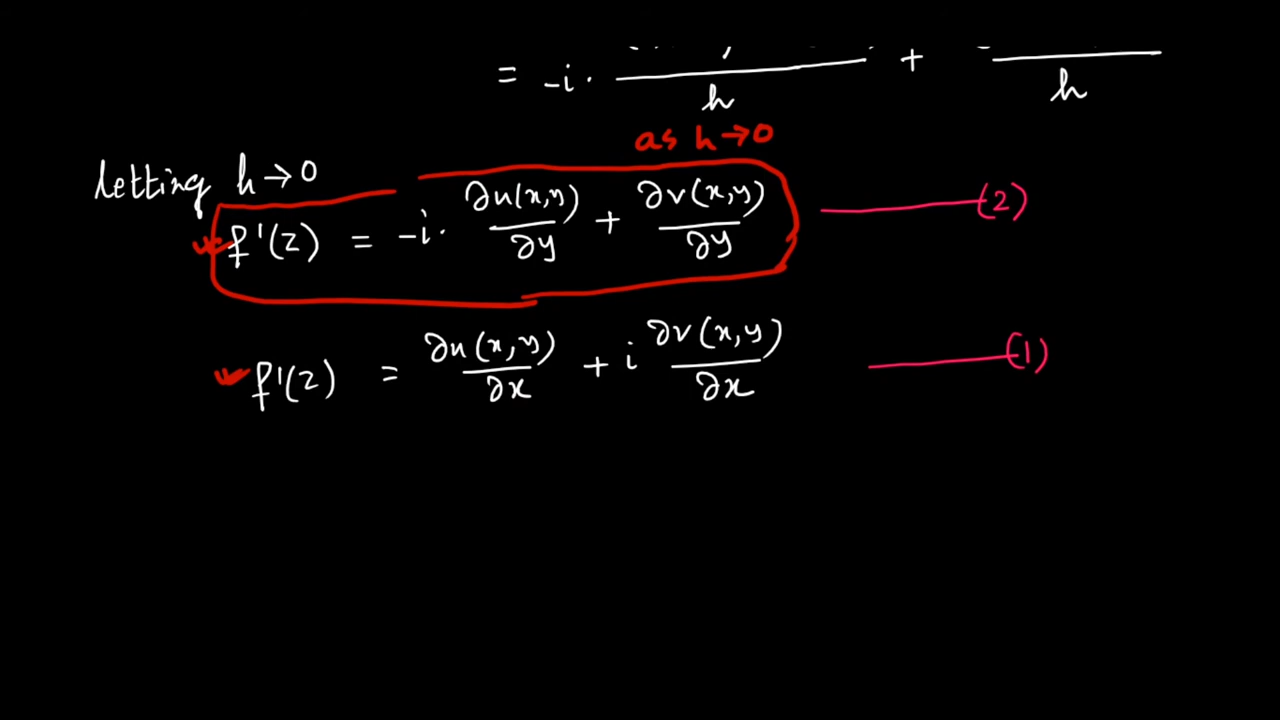 = -i · ——— + ———
h h
as h → 0
letting h → 0
f'(z) = -i · ∂u(x,y)/∂y + ∂v(x,y)/∂y ——— (2)
f'(z) = ∂u(x,y)/∂x + i ∂v(x,y)/∂x ——— (1)